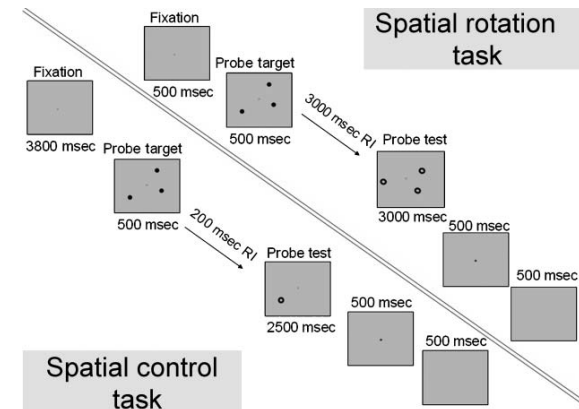 Spatial rotation
task
Fixation
500 msec
Probe target
500 msec
3000 msec RI
Probe test
3000 msec
500 msec
500 msec
Fixation
3800 msec
Probe target
500 msec
200 msec RI
Probe test
2500 msec
500 msec
500 msec
Spatial control
task